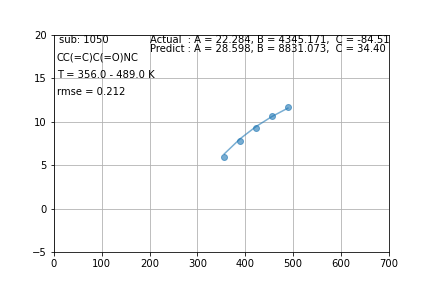 sub: 1050
Actual : A = 22.284, B = 4345.171, C = -84.51
Predict : A = 28.598, B = 8831.073, C = 34.40
CC(=C)C(=O)NC
T = 356.0 - 489.0 K
rmse = 0.212
20
15
10
5
0
−5
0 100 200 300 400 500 600 700